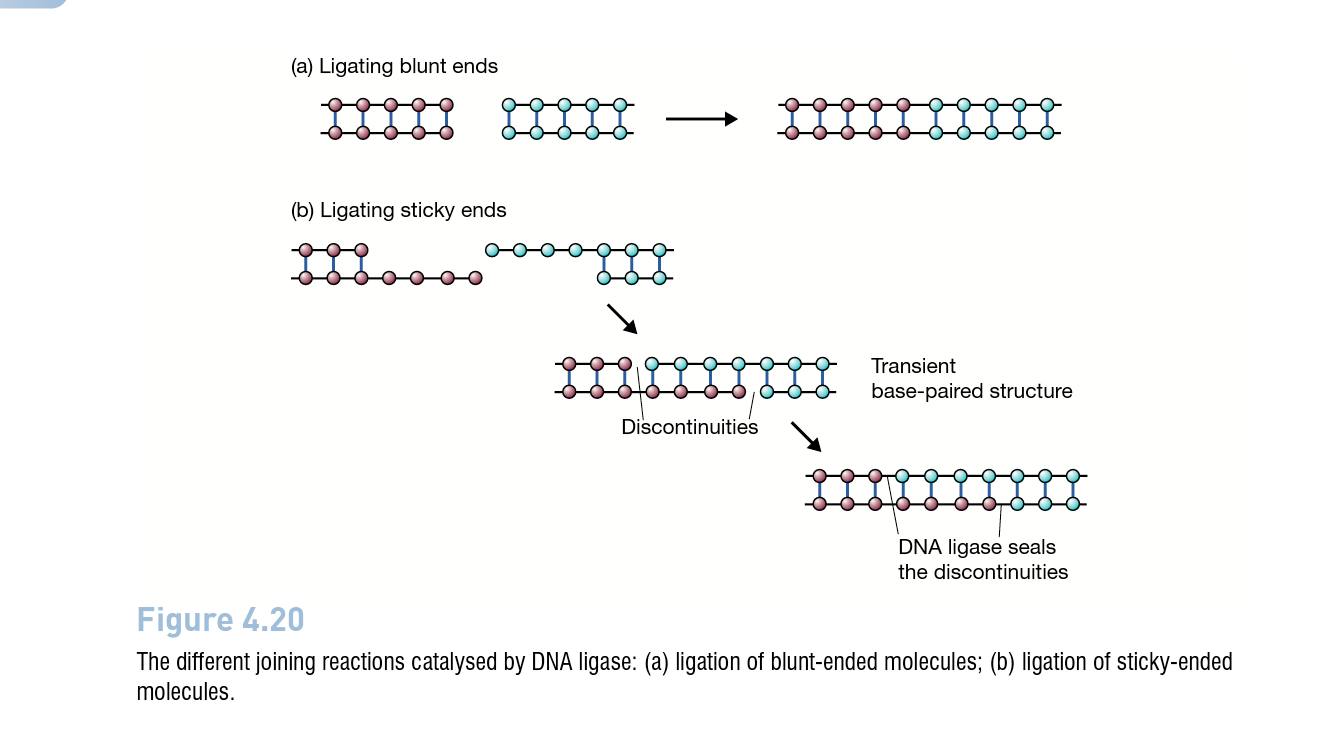 (a) Ligating blunt ends
(b) Ligating sticky ends
Transient
base-paired structure
Discontinuities
DNA ligase seals
the discontinuities
Figure 4.20
The different joining reactions catalysed by DNA ligase: (a) ligation of blunt-ended molecules; (b) ligation of sticky-ended
molecules.